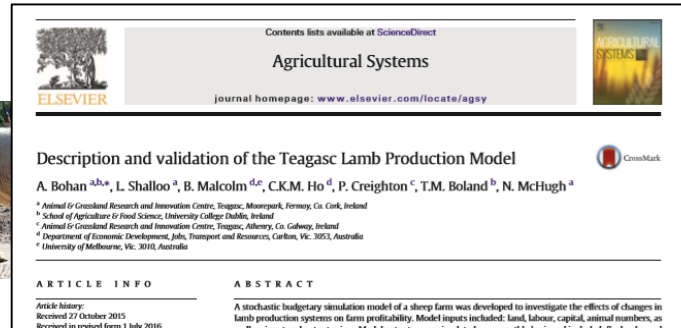 Contents lists available at ScienceDirect
Agricultural Systems
journal homepage: www.elsevier.com/locate/agsy
ELSEVIER
AGRICULTURAL
SYSTEMS
Description and validation of the Teagasc Lamb Production Model
CrossMark
A. Bohan a,b,*, L. Shalloo a, B. Malcolm d,e, C.K.M. Ho d, P. Creighton c, T.M. Boland b, N. McHugh a
a Animal & Grassland Research and Innovation Centre, Teagasc, Moorepark, Fermoy, Co. Cork, Ireland
b School of Agriculture & Food Science, University College Dublin, Ireland
c Animal & Grassland Research and Innovation Centre, Teagasc, Athenry, Co. Galway, Ireland
d Department of Economic Development, Jobs, Transport and Resources, Carlton, Vic. 3053, Australia
e University of Melbourne, Vic. 3010, Australia
ARTICLE INFO
Article history:
Received 27 October 2015
Received in revised form 1 July 2016
ABSTRACT
A stochastic budgetary simulation model of a sheep farm was developed to investigate the effects of changes in
lamb production systems on farm profitability. Model inputs included: land, labour, capital, animal numbers, as